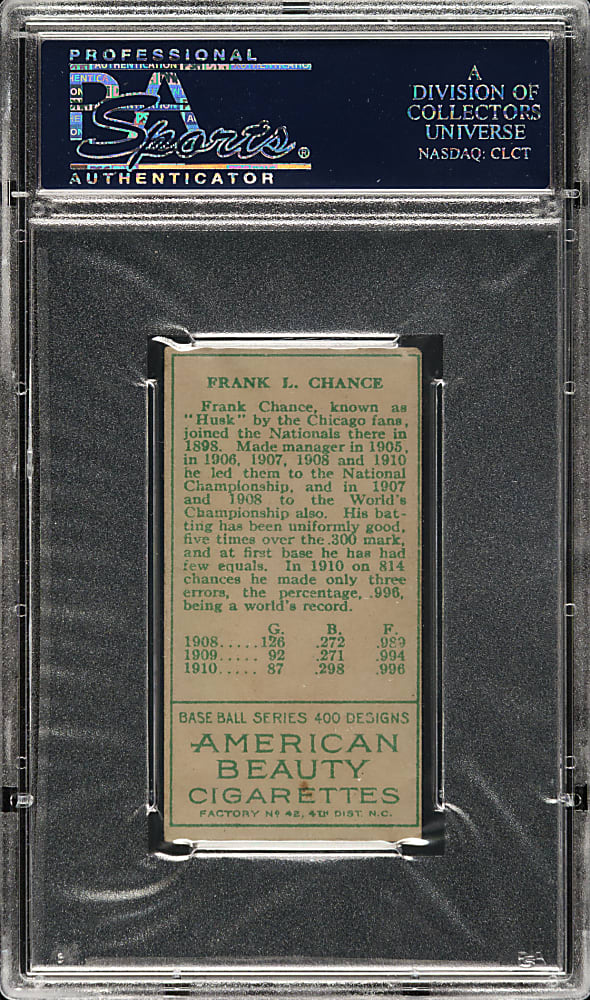 PROFESSIONAL
PSA
Sports®
AUTHENTICATOR
A
DIVISION OF
COLLECTORS
UNIVERSE
NASDAQ: CLCT
FRANK L. CHANCE
Frank Chance, known as
"Husk" by the Chicago fans,
joined the Nationals there in
1898. Made manager in 1905,
in 1906, 1907, 1908 and 1910
he led them to the National
Championship, and in 1907
and 1908 to the World's
Championship also. His bat-
ting has been uniformly good,
five times over the .300 mark,
and at first base he has had
few equals. In 1910 on 814
chances he made only three
errors, the percentage, .996,
being a world's record.
G. B. F.
1908.....126 .272 .989
1909..... 92 .271 .994
1910..... 87 .298 .996
BASE BALL SERIES 400 DESIGNS
AMERICAN
BEAUTY
CIGARETTES
FACTORY Nº 42, 4TH DIST. N.C.
PSA